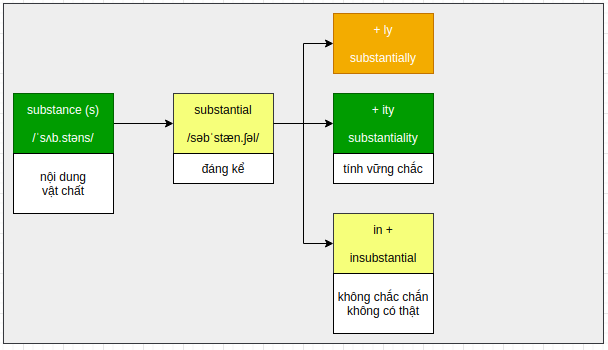 substance (s)
/ˈsʌb.stəns/
nội dung
vật chất
substantial
/səbˈstæn.ʃəl/
đáng kể
+ ly
substantially
+ ity
substantiality
tính vững chắc
in +
insubstantial
không chắc chắn
không có thật